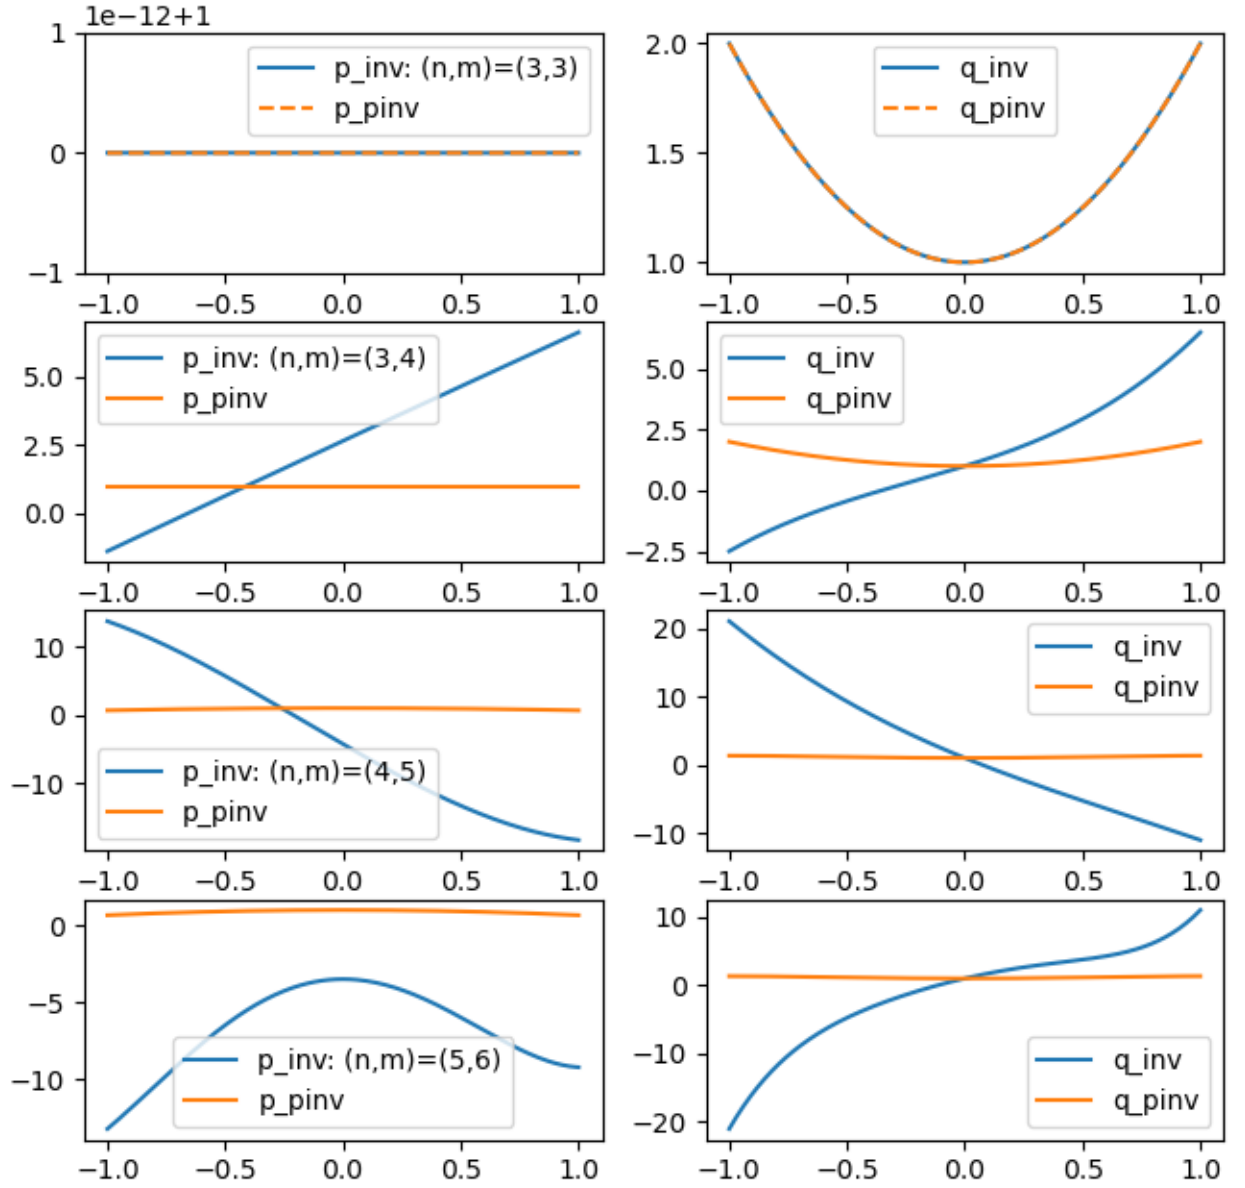 1e−12+1
1
0
−1
p_inv: (n,m)=(3,3)
p_pinv
−1.0 −0.5 0.0 0.5 1.0
2.0
1.5
1.0
q_inv
q_pinv
−1.0 −0.5 0.0 0.5 1.0
5.0
2.5
0.0
p_inv: (n,m)=(3,4)
p_pinv
−1.0 −0.5 0.0 0.5 1.0
5.0
2.5
0.0
−2.5
q_inv
q_pinv
−1.0 −0.5 0.0 0.5 1.0
10
0
−10
p_inv: (n,m)=(4,5)
p_pinv
−1.0 −0.5 0.0 0.5 1.0
20
10
0
−10
q_inv
q_pinv
−1.0 −0.5 0.0 0.5 1.0
0
−5
−10
p_inv: (n,m)=(5,6)
p_pinv
−1.0 −0.5 0.0 0.5 1.0
10
0
−10
−20
q_inv
q_pinv
−1.0 −0.5 0.0 0.5 1.0